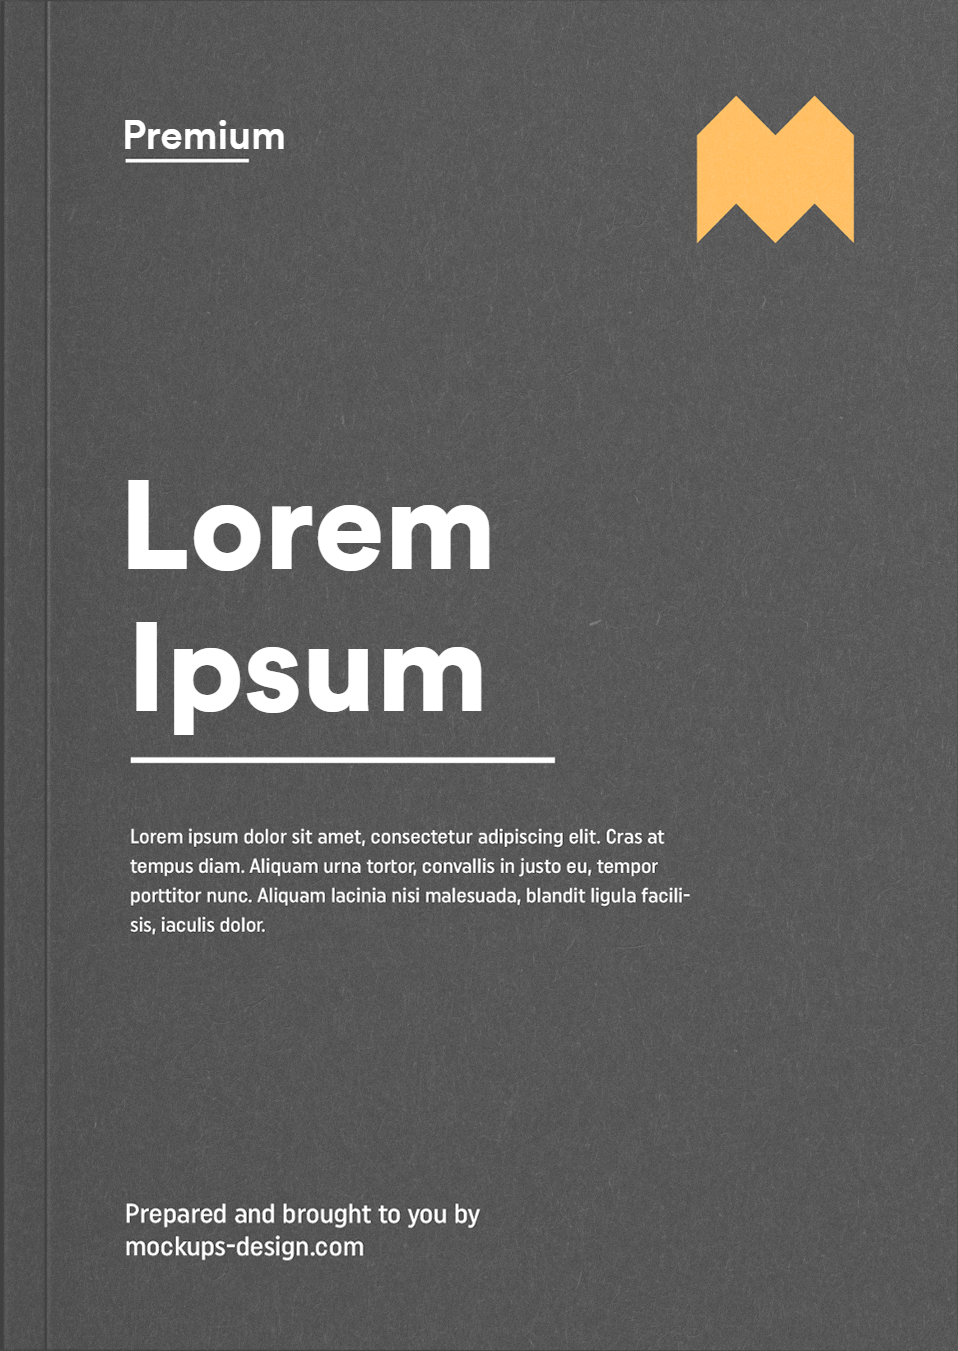 Premium
Lorem
Ipsum
Lorem ipsum dolor sit amet, consectetur adipiscing elit. Cras at
tempus diam. Aliquam urna tortor, convallis in justo eu, tempor
porttitor nunc. Aliquam lacinia nisi malesuada, blandit ligula facili-
sis, iaculis dolor.
Prepared and brought to you by
mockups-design.com